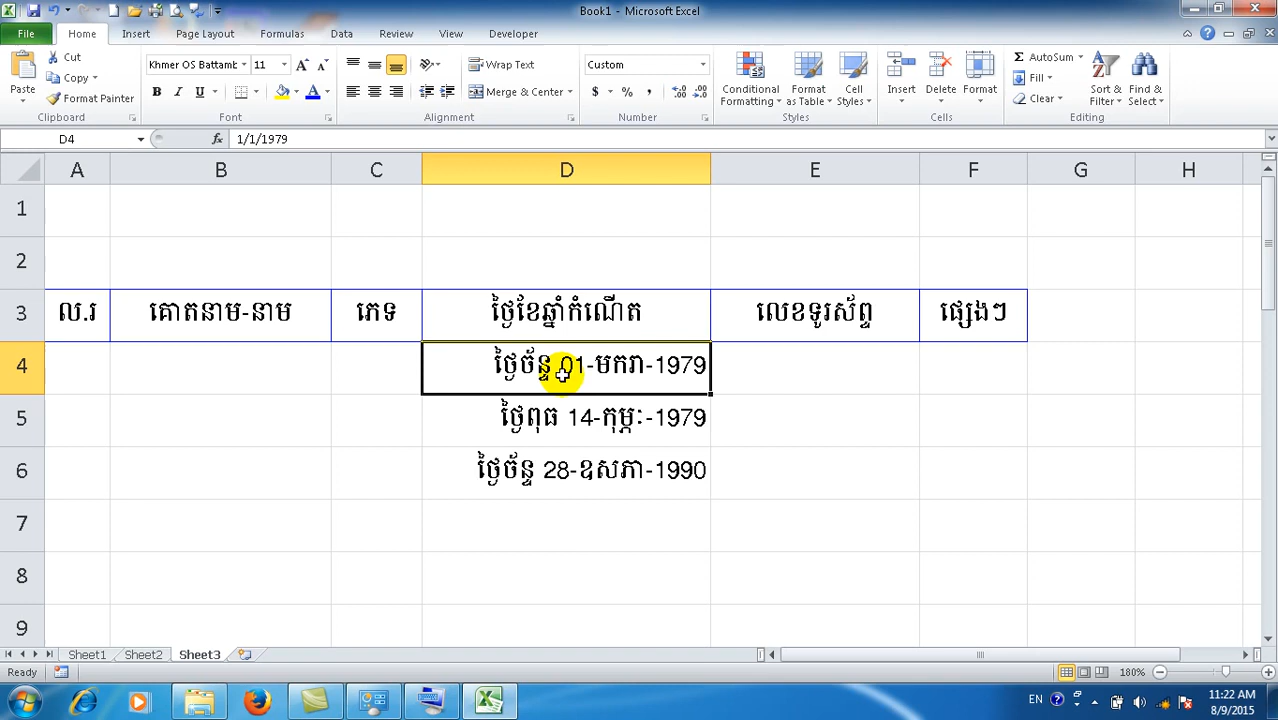 Book1 - Microsoft Excel
File Home Insert Page Layout Formulas Data Review View Developer
Paste Cut Copy Format Painter Clipboard
Khmer OS Battamb 11 B I U A Font
Wrap Text Merge & Center Alignment
Custom $ % , Number
Conditional Formatting Format as Table Cell Styles Styles
Insert Delete Format Cells
Σ AutoSum Fill Clear Sort & Filter Find & Select Editing
D4 fx 1/1/1979
A B C D E F G H
1
2
3 ល.រ គោតនាម-នាម ភេទ ថ្ងៃខែឆ្នាំកំណើត លេខទូរស័ព្ទ ផ្សេងៗ
4 ថ្ងៃច័ន្ទ 01-មករា-1979
5 ថ្ងៃពុធ 14-កុម្ភៈ-1979
6 ថ្ងៃច័ន្ទ 28-ឧសភា-1990
7
8
9
Sheet1 Sheet2 Sheet3
Ready 180%
EN 11:22 AM
8/9/2015